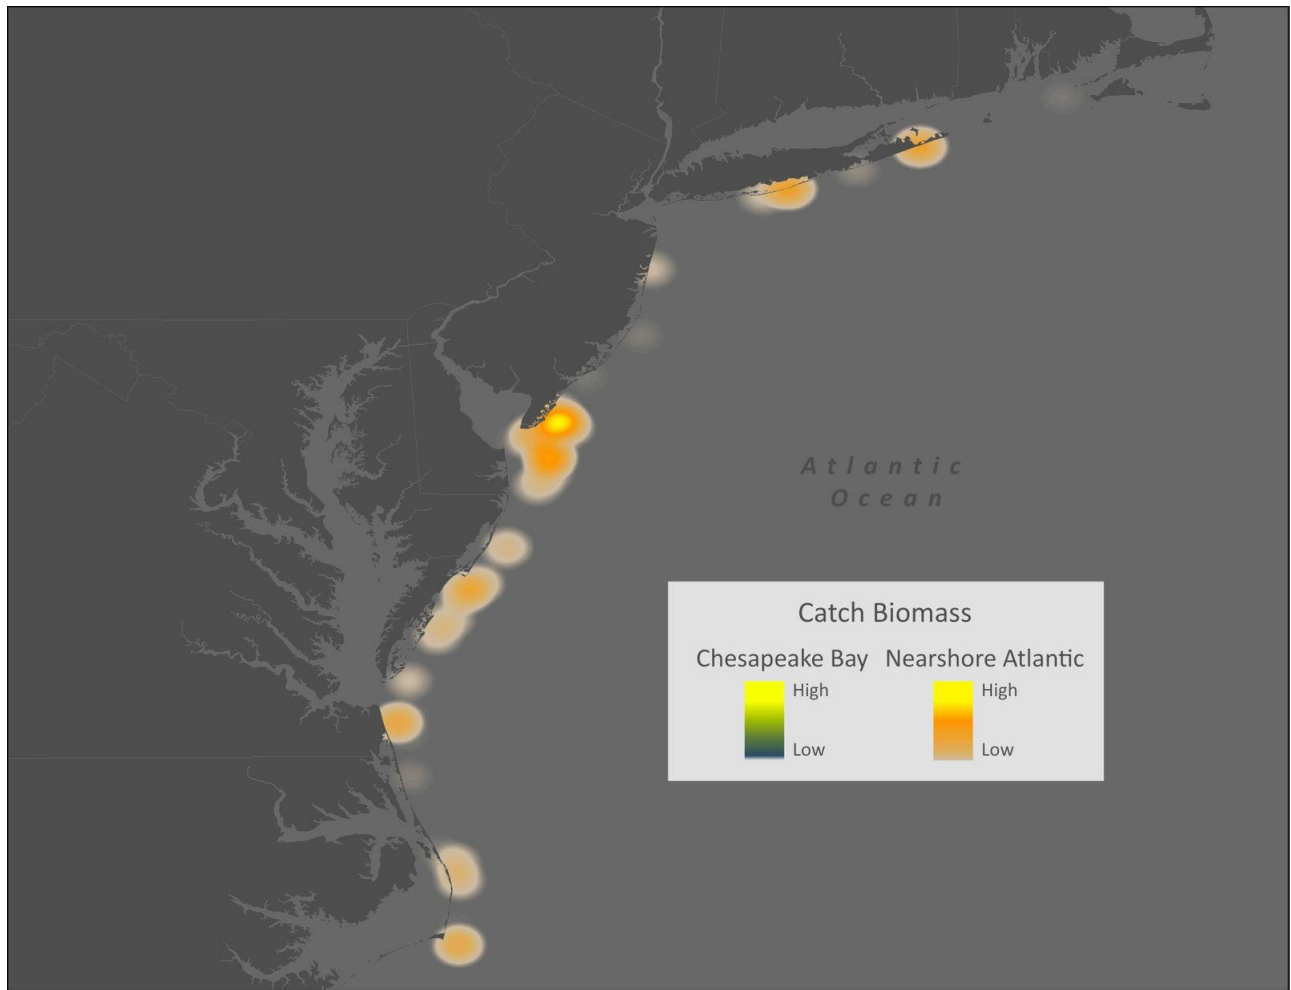 Atlantic
Ocean
Catch Biomass
Chesapeake Bay Nearshore Atlantic
High High
Low Low